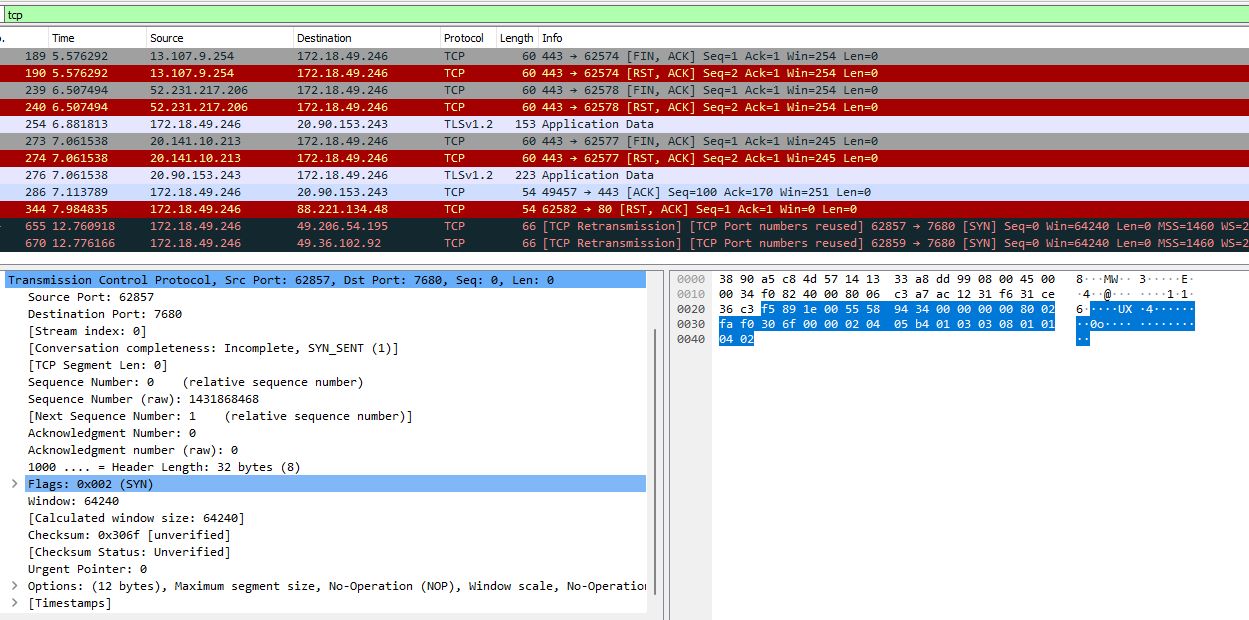 tcp
. Time Source Destination Protocol Length Info
189 5.576292 13.107.9.254 172.18.49.246 TCP 60 443 → 62574 [FIN, ACK] Seq=1 Ack=1 Win=254 Len=0
190 5.576292 13.107.9.254 172.18.49.246 TCP 60 443 → 62574 [RST, ACK] Seq=2 Ack=1 Win=254 Len=0
239 6.507494 52.231.217.206 172.18.49.246 TCP 60 443 → 62578 [FIN, ACK] Seq=1 Ack=1 Win=254 Len=0
240 6.507494 52.231.217.206 172.18.49.246 TCP 60 443 → 62578 [RST, ACK] Seq=2 Ack=1 Win=254 Len=0
254 6.881813 172.18.49.246 20.90.153.243 TLSv1.2 153 Application Data
273 7.061538 20.141.10.213 172.18.49.246 TCP 60 443 → 62577 [FIN, ACK] Seq=1 Ack=1 Win=245 Len=0
274 7.061538 20.141.10.213 172.18.49.246 TCP 60 443 → 62577 [RST, ACK] Seq=2 Ack=1 Win=245 Len=0
276 7.061538 20.90.153.243 172.18.49.246 TLSv1.2 223 Application Data
286 7.113789 172.18.49.246 20.90.153.243 TCP 54 49457 → 443 [ACK] Seq=100 Ack=170 Win=251 Len=0
344 7.984835 172.18.49.246 88.221.134.48 TCP 54 62582 → 80 [RST, ACK] Seq=1 Ack=1 Win=0 Len=0
655 12.760918 172.18.49.246 49.206.54.195 TCP 66 [TCP Retransmission] [TCP Port numbers reused] 62857 → 7680 [SYN] Seq=0 Win=64240 Len=0 MSS=1460 WS=2
670 12.776166 172.18.49.246 49.36.102.92 TCP 66 [TCP Retransmission] [TCP Port numbers reused] 62859 → 7680 [SYN] Seq=0 Win=64240 Len=0 MSS=1460 WS=2
Transmission Control Protocol, Src Port: 62857, Dst Port: 7680, Seq: 0, Len: 0
Source Port: 62857
Destination Port: 7680
[Stream index: 0]
[Conversation completeness: Incomplete, SYN_SENT (1)]
[TCP Segment Len: 0]
Sequence Number: 0 (relative sequence number)
Sequence Number (raw): 1431868468
[Next Sequence Number: 1 (relative sequence number)]
Acknowledgment Number: 0
Acknowledgment number (raw): 0
1000 .... = Header Length: 32 bytes (8)
Flags: 0x002 (SYN)
Window: 64240
[Calculated window size: 64240]
Checksum: 0x306f [unverified]
[Checksum Status: Unverified]
Urgent Pointer: 0
Options: (12 bytes), Maximum segment size, No-Operation (NOP), Window scale, No-Operation
[Timestamps]
0000 38 90 a5 c8 4d 57 14 13 33 a8 dd 99 08 00 45 00 8···MW·· 3·····E·
0010 00 34 f0 82 40 00 80 06 c3 a7 ac 12 31 f6 31 ce ·4··@··· ····1·1·
0020 36 c3 f5 89 1e 00 55 58 94 34 00 00 00 00 80 02 6·····UX ·4······
0030 fa f0 30 6f 00 00 02 04 05 b4 01 03 03 08 01 01 ··0o···· ········
0040 04 02 ··